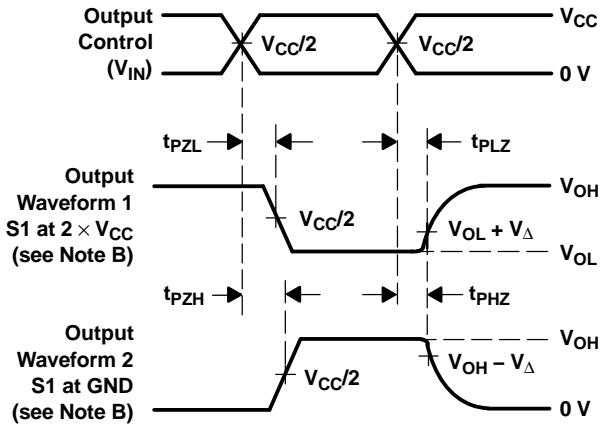 Output
Control
(VIN)
VCC/2
VCC/2
VCC
0 V
tPZL
tPLZ
Output
Waveform 1
S1 at 2 × VCC
(see Note B)
VCC/2
VOH
VOL + VΔ
VOL
tPZH
tPHZ
Output
Waveform 2
S1 at GND
(see Note B)
VCC/2
VOH
VOH − VΔ
0 V